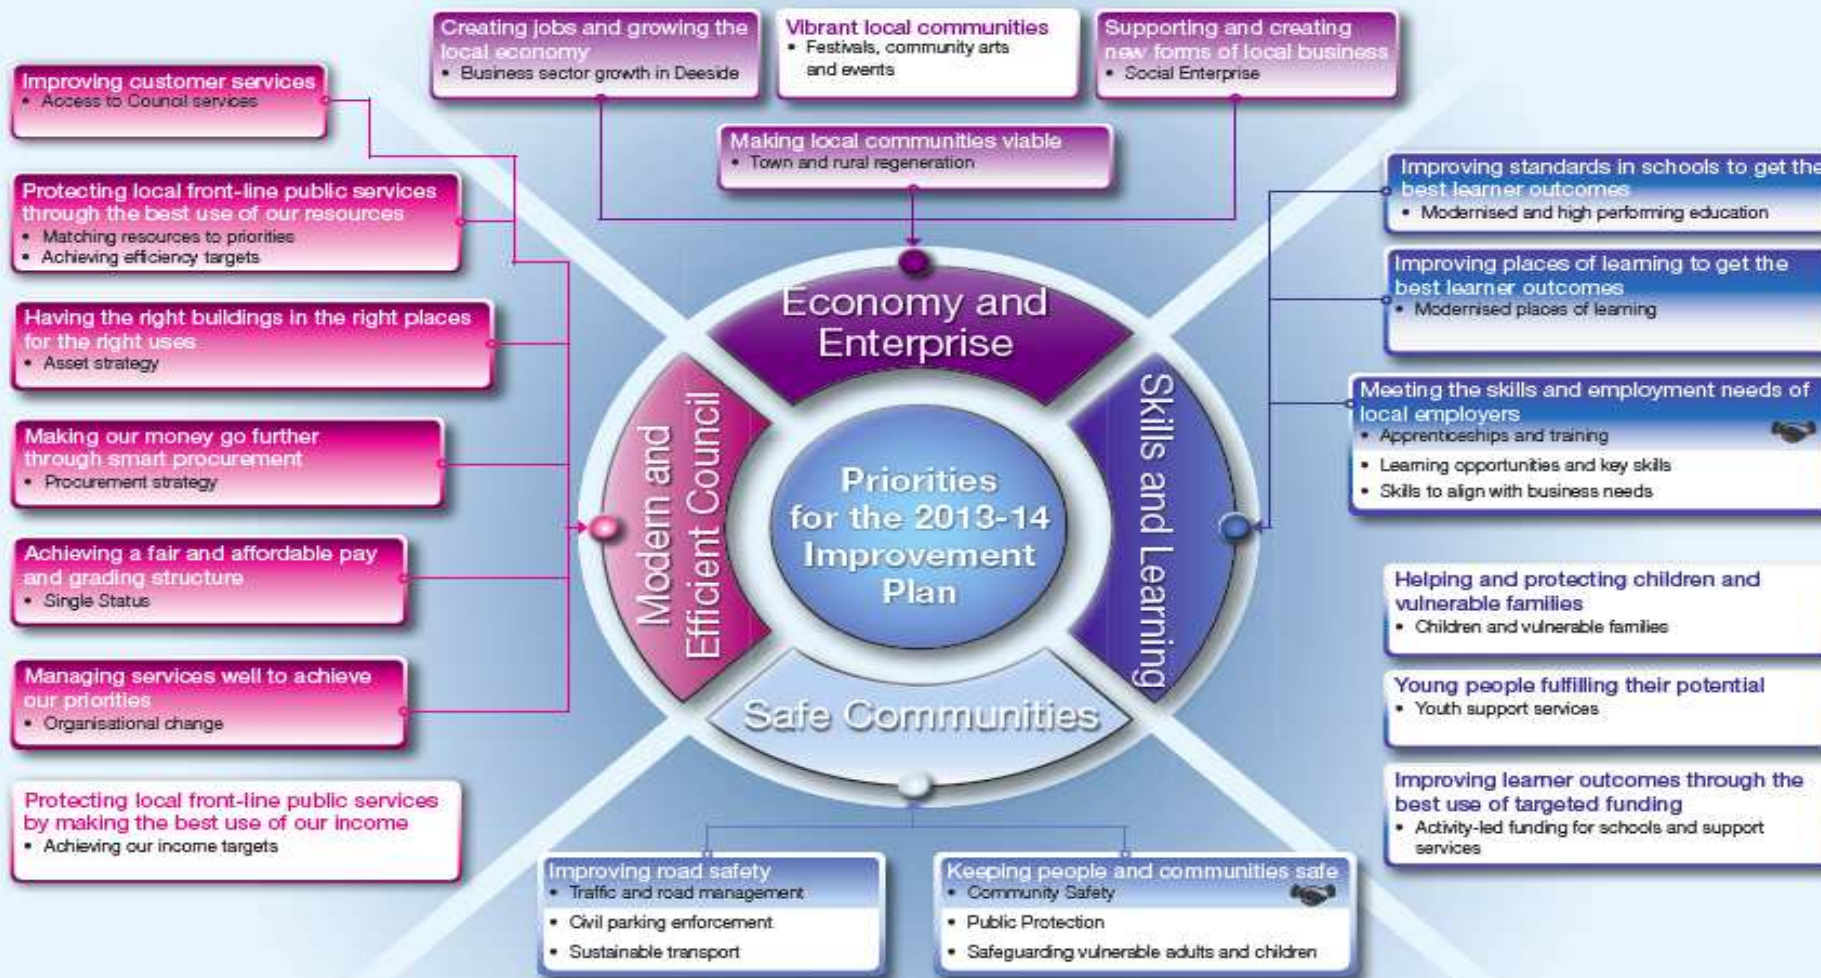 Creating jobs and growing the
local economy
• Business sector growth in Deeside
Vibrant local communities
• Festivals, community arts
and events
Supporting and creating
new forms of local business
• Social Enterprise
Making local communities viable
• Town and rural regeneration
Improving customer services
• Access to Council services
Protecting local front-line public services
through the best use of our resources
• Matching resources to priorities
• Achieving efficiency targets
Having the right buildings in the right places
for the right uses
• Asset strategy
Making our money go further
through smart procurement
• Procurement strategy
Achieving a fair and affordable pay
and grading structure
• Single Status
Managing services well to achieve
our priorities
• Organisational change
Protecting local front-line public services
by making the best use of our income
• Achieving our income targets
Economy and
Enterprise
Modern and
Efficient Council
Priorities
for the 2013-14
Improvement
Plan
Skills and Learning
Safe Communities
Improving standards in schools to get the
best learner outcomes
• Modernised and high performing education
Improving places of learning to get the
best learner outcomes
• Modernised places of learning
Meeting the skills and employment needs of
local employers
• Apprenticeships and training
• Learning opportunities and key skills
• Skills to align with business needs
Helping and protecting children and
vulnerable families
• Children and vulnerable families
Young people fulfilling their potential
• Youth support services
Improving learner outcomes through the
best use of targeted funding
• Activity-led funding for schools and support
services
Improving road safety
• Traffic and road management
• Civil parking enforcement
• Sustainable transport
Keeping people and communities safe
• Community Safety
• Public Protection
• Safeguarding vulnerable adults and children